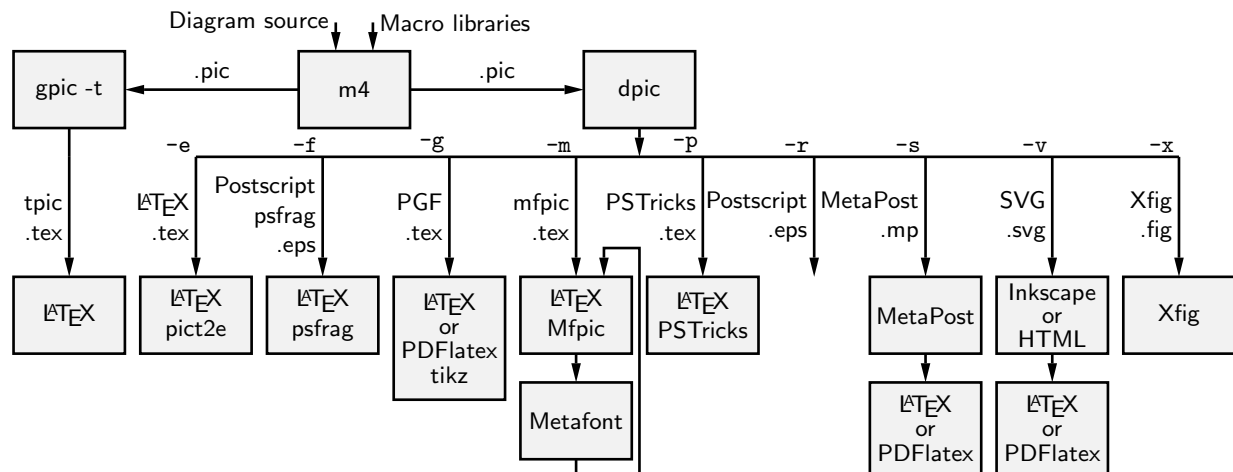 Diagram source
Macro libraries
gpic -t
.pic
m4
.pic
dpic
-e
-f
-g
-m
-p
-r
-s
-v
-x
tpic
.tex
LATEX
.tex
Postscript
psfrag
.eps
PGF
.tex
mfpic
.tex
PSTricks
.tex
Postscript
.eps
MetaPost
.mp
SVG
.svg
Xfig
.fig
LATEX
LATEX
pict2e
LATEX
psfrag
LATEX
or
PDFlatex
tikz
LATEX
Mfpic
LATEX
PSTricks
MetaPost
Inkscape
or
HTML
Xfig
Metafont
LATEX
or
PDFlatex
LATEX
or
PDFlatex